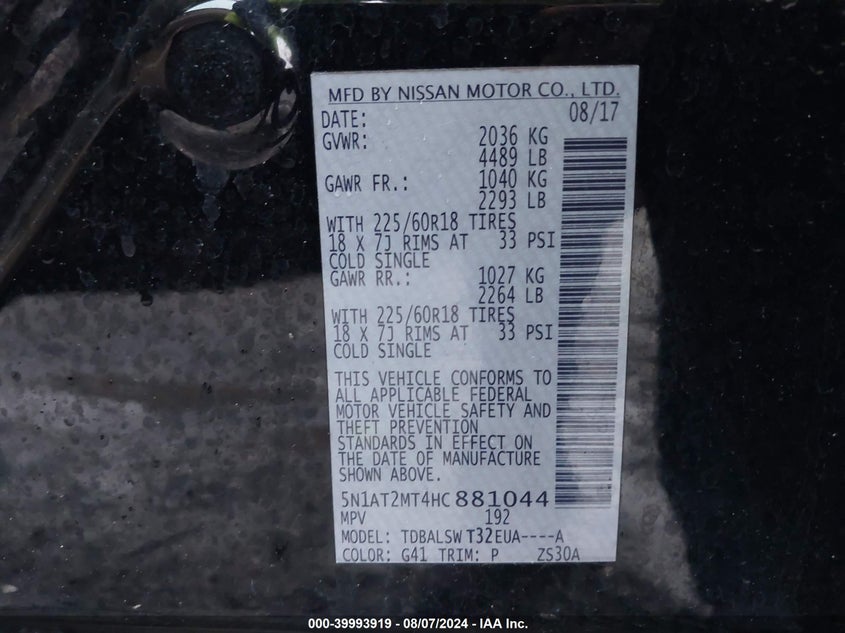 MFD BY NISSAN MOTOR CO., LTD.
DATE: 08/17
GVWR: 2036 KG
4489 LB
GAWR FR.: 1040 KG
2293 LB
WITH 225/60R18 TIRES
18 X 7J RIMS AT 33 PSI
COLD SINGLE
GAWR RR.: 1027 KG
2264 LB
WITH 225/60R18 TIRES
18 X 7J RIMS AT 33 PSI
COLD SINGLE
THIS VEHICLE CONFORMS TO
ALL APPLICABLE FEDERAL
MOTOR VEHICLE SAFETY AND
THEFT PREVENTION
STANDARDS IN EFFECT ON
THE DATE OF MANUFACTURE
SHOWN ABOVE.
5N1AT2MT4HC881044
MPV 192
MODEL: TDBALSW T32EUA----A
COLOR: G41 TRIM: P ZS30A
000-39993919 - 08/07/2024 - IAA Inc.